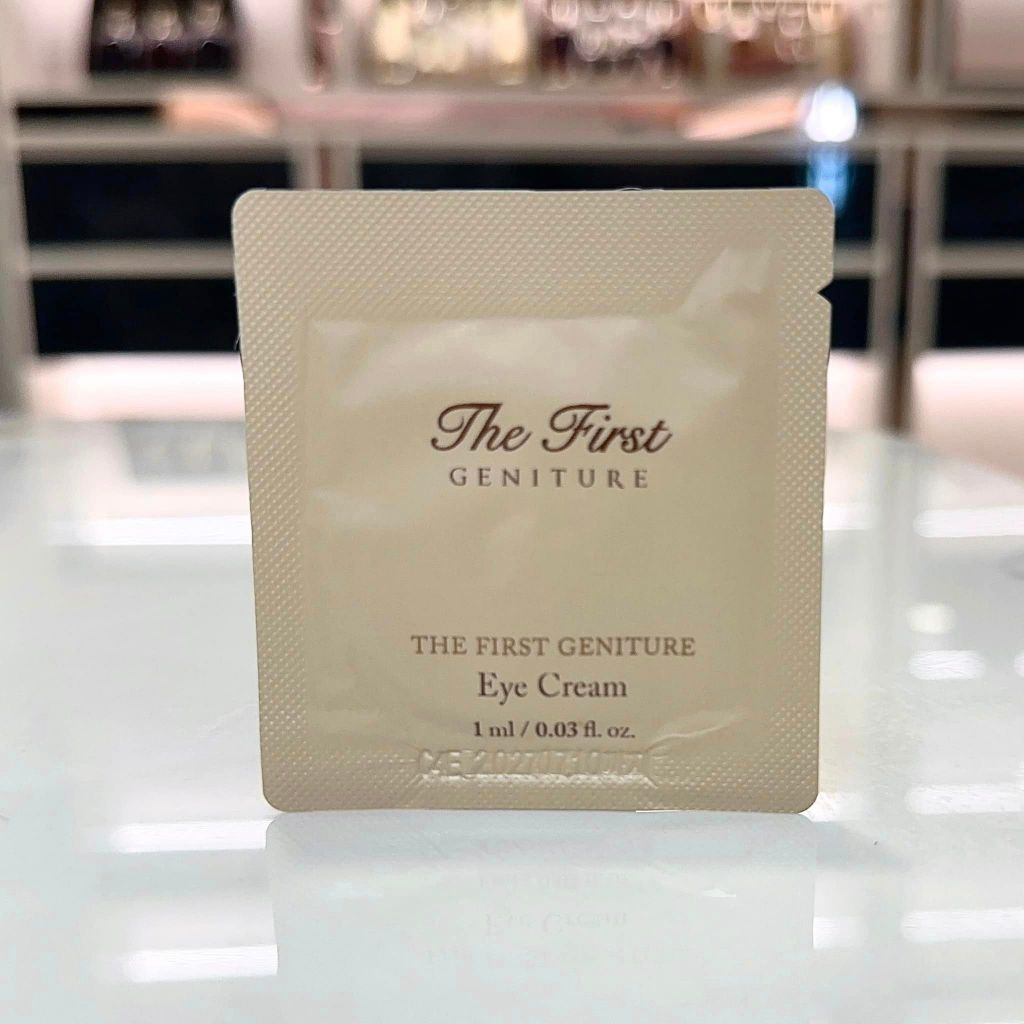 The First
GENITURE
THE FIRST GENITURE
Eye Cream
1 ml / 0.03 fl. oz.